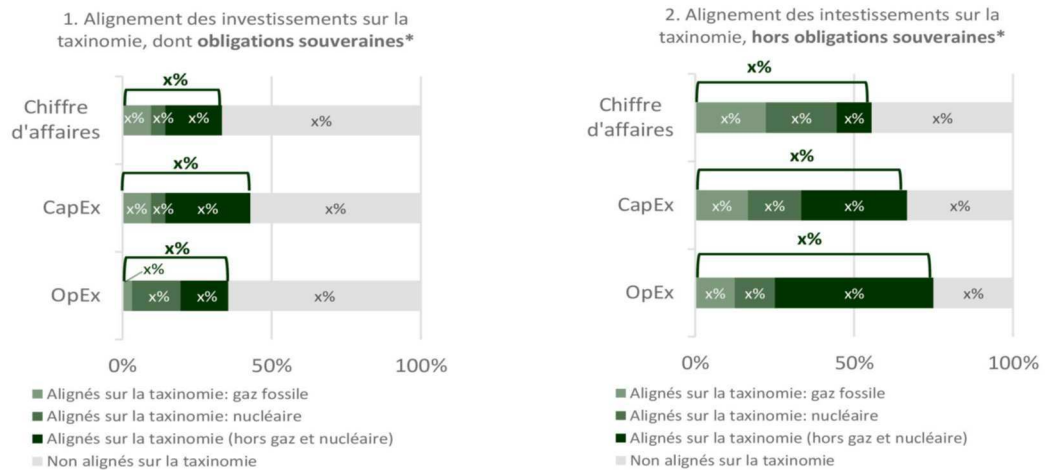 1. Alignement des investissements sur la
taxinomie, dont obligations souveraines*
x%
Chiffre
d'affaires
x% x% x% x%
x%
CapEx
x% x% x% x%
x%
x%
OpEx
x% x% x%
0% 50% 100%
Alignés sur la taxinomie: gaz fossile
Alignés sur la taxinomie: nucléaire
Alignés sur la taxinomie (hors gaz et nucléaire)
Non alignés sur la taxinomie
2. Alignement des intestissements sur la
taxinomie, hors obligations souveraines*
x%
Chiffre
d'affaires
x% x% x% x%
x%
CapEx
x% x% x% x%
x%
OpEx
x% x% x% x%
0% 50% 100%
Alignés sur la taxinomie: gaz fossile
Alignés sur la taxinomie: nucléaire
Alignés sur la taxinomie (hors gaz et nucléaire)
Non alignés sur la taxinomie